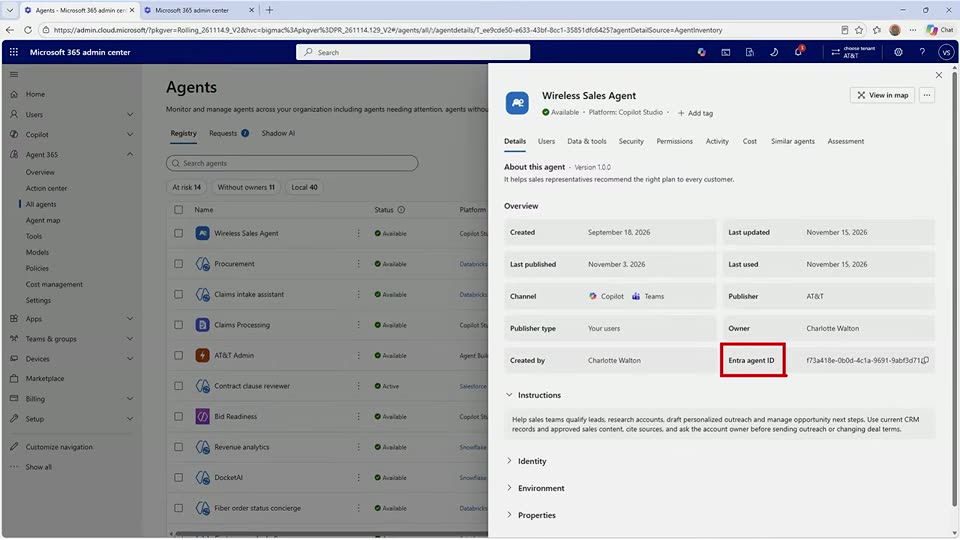 Agents - Microsoft 365 admin cent
Microsoft 365 admin center
https://admin.cloud.microsoft/?pkgver=Rolling_261114.9_V2&hvc=bigmac%3Apkgver%3DPR_261114.129_V2#/agents/all/:/agentdetails/T_ee9cde50-e633-43bf-8cc1-35851dfc6425?agentDetailSource=AgentInventory
Chat
Microsoft 365 admin center
Search
1
choose tenant
AT&T
VS
Home
Users
Copilot
Agent 365
Overview
Action center
All agents
Agent map
Tools
Models
Policies
Cost management
Settings
Apps
Teams & groups
Devices
Marketplace
Billing
Setup
Customize navigation
Show all
Agents
Monitor and manage agents across your organization including agents needing attention, agents withou
Registry
Requests
Shadow AI
Search agents
At risk 14
Without owners 11
Local 40
Name
Status
Platform
Wireless Sales Agent
Available
Copilot Stu
Procurement
Available
Databricks
Claims intake assistant
Available
Databricks
Claims Processing
Available
Copilot Stu
AT&T Admin
Available
Agent Build
Contract clause reviewer
Active
Salesforce
Bid Readiness
Available
Copilot Stu
Revenue analytics
Available
Snowflake
DocketAI
Available
Snowflake
Fiber order status concierge
Available
Databricks
Wireless Sales Agent
Available • Platform: Copilot Studio • + Add tag
View in map
Details
Users
Data & tools
Security
Permissions
Activity
Cost
Similar agents
Assessment
About this agent - Version 1.0.0
It helps sales representatives recommend the right plan to every customer.
Overview
Created
September 18, 2026
Last updated
November 15, 2026
Last published
November 3, 2026
Last used
November 15, 2026
Channel
Copilot
Teams
Publisher
AT&T
Publisher type
Your users
Owner
Charlotte Walton
Created by
Charlotte Walton
Entra agent ID
f73a418e-0b0d-4c1a-9691-9abf3d71
Instructions
Help sales teams qualify leads, research accounts, draft personalized outreach and manage opportunity next steps. Use current CRM
records and approved sales content, cite sources, and ask the account owner before sending outreach or changing deal terms.
Identity
Environment
Properties